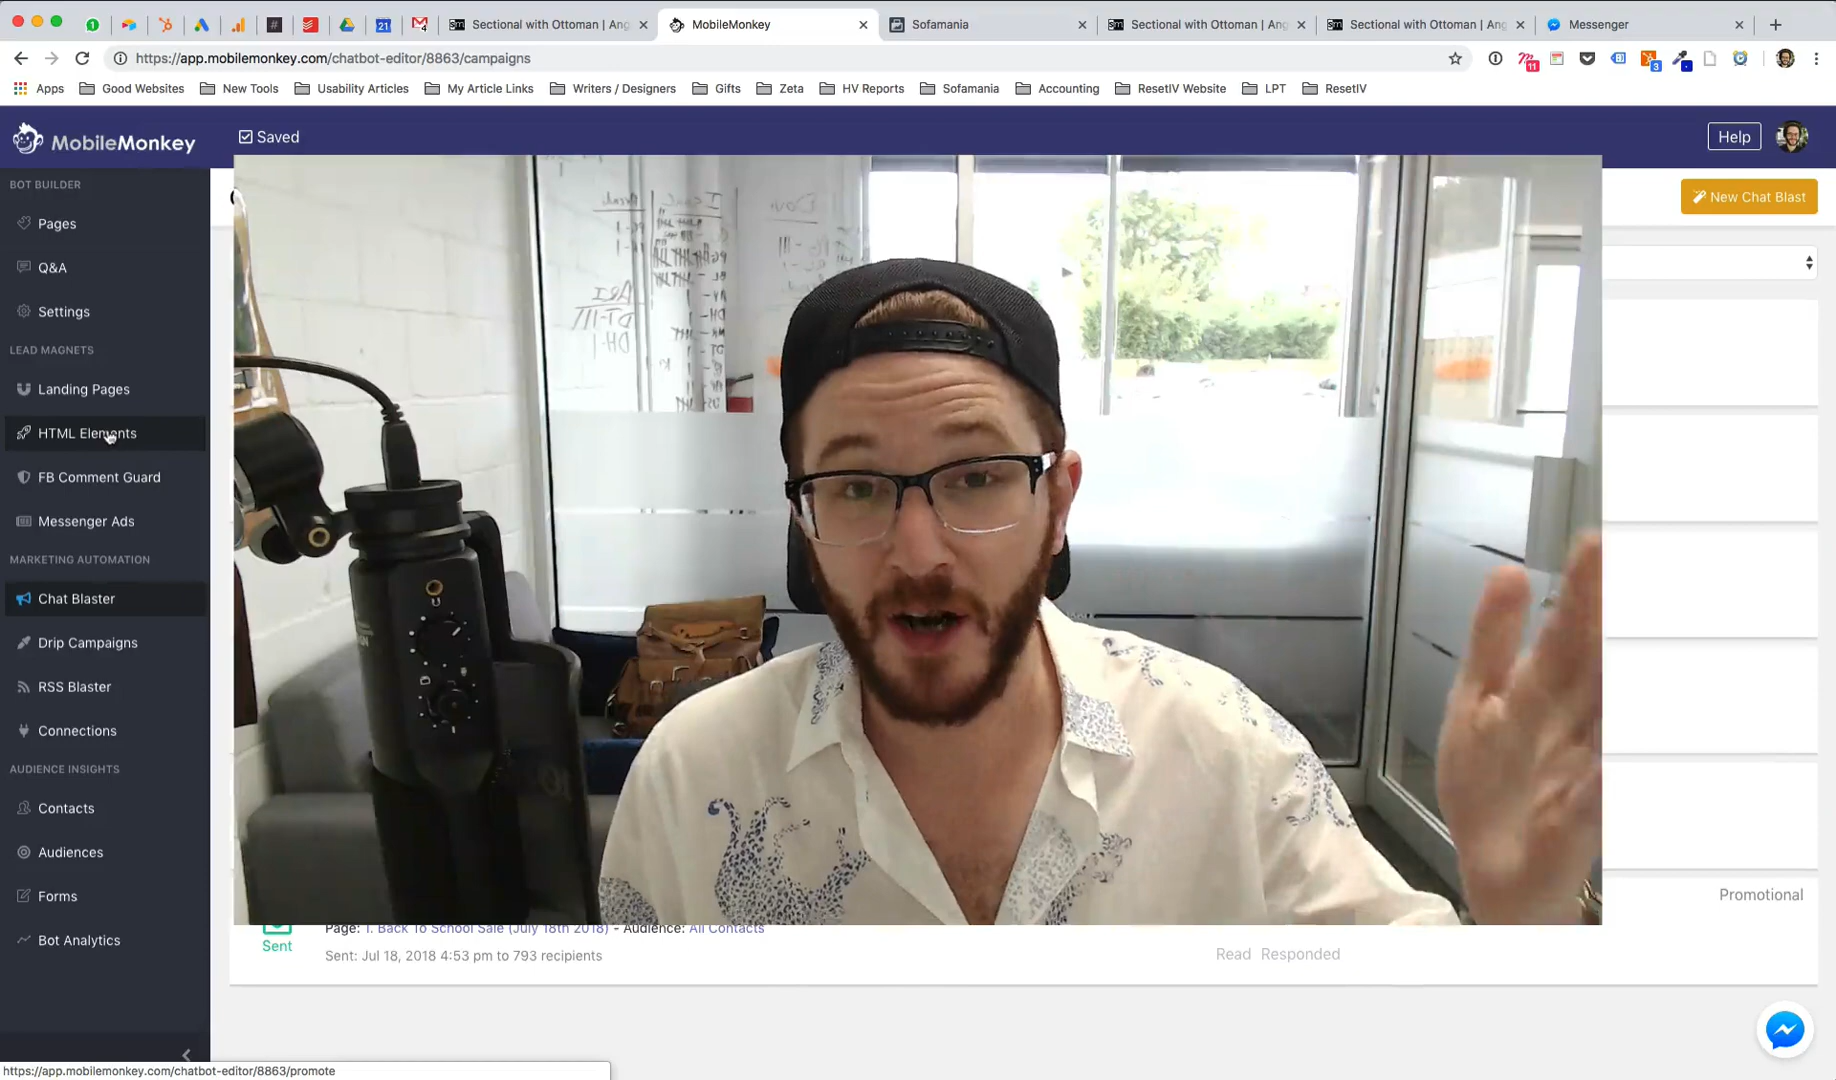 Sectional with Ottoman | Ang
MobileMonkey
Sofamania
Sectional with Ottoman | Ang
Sectional with Ottoman | Ang
Messenger
https://app.mobilemonkey.com/chatbot-editor/8863/campaigns
Apps
Good Websites
New Tools
Usability Articles
My Article Links
Writers / Designers
Gifts
Zeta
HV Reports
Sofamania
Accounting
ResetIV Website
LPT
ResetIV
MobileMonkey
Saved
Help
BOT BUILDER
Pages
Q&A
Settings
LEAD MAGNETS
Landing Pages
HTML Elements
FB Comment Guard
Messenger Ads
MARKETING AUTOMATION
Chat Blaster
Drip Campaigns
RSS Blaster
Connections
AUDIENCE INSIGHTS
Contacts
Audiences
Forms
Bot Analytics
New Chat Blast
Promotional
Page: 1. Back To School Sale (July 18th 2018) - Audience: All Contacts
Sent
Sent: Jul 18, 2018 4:53 pm to 793 recipients
Read Responded
https://app.mobilemonkey.com/chatbot-editor/8863/promote